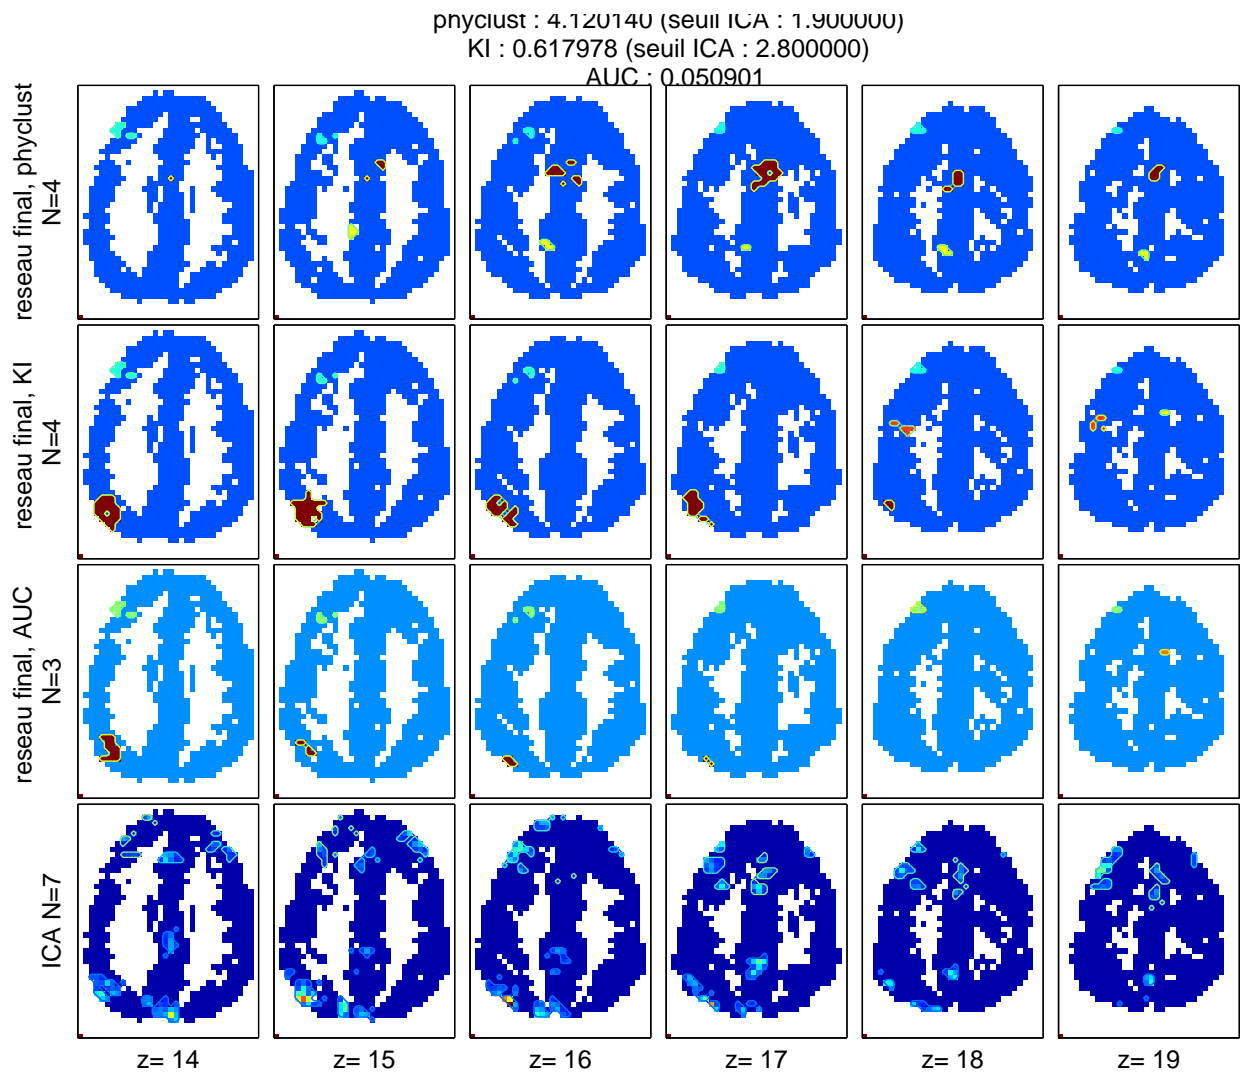 phyclust : 4.120140 (seuil ICA : 1.900000)
KI : 0.617978 (seuil ICA : 2.800000)
AUC : 0.050901
reseau final, phyclust
N=4
reseau final, KI
N=4
reseau final, AUC
N=3
ICA N=7
z= 14
z= 15
z= 16
z= 17
z= 18
z= 19